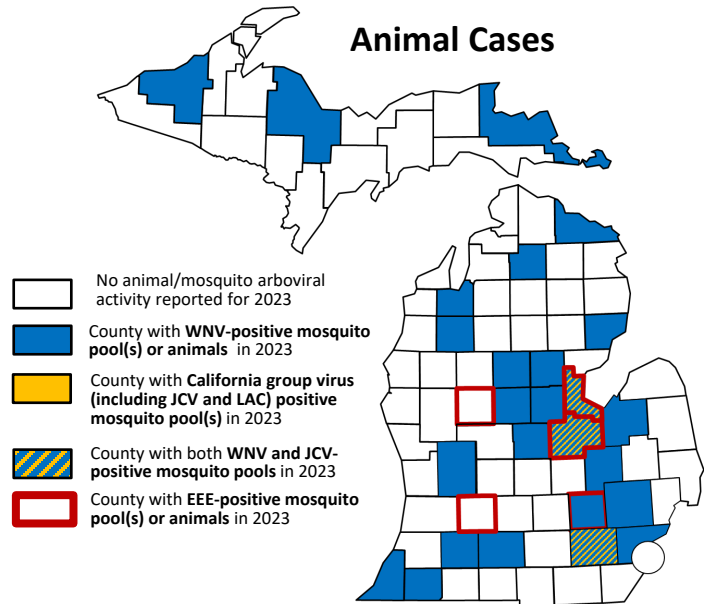 Animal Cases
No animal/mosquito arboviral
activity reported for 2023
County with WNV-positive mosquito
pool(s) or animals in 2023
County with California group virus
(including JCV and LAC) positive
mosquito pool(s) in 2023
County with both WNV and JCV-
positive mosquito pools in 2023
County with EEE-positive mosquito
pool(s) or animals in 2023